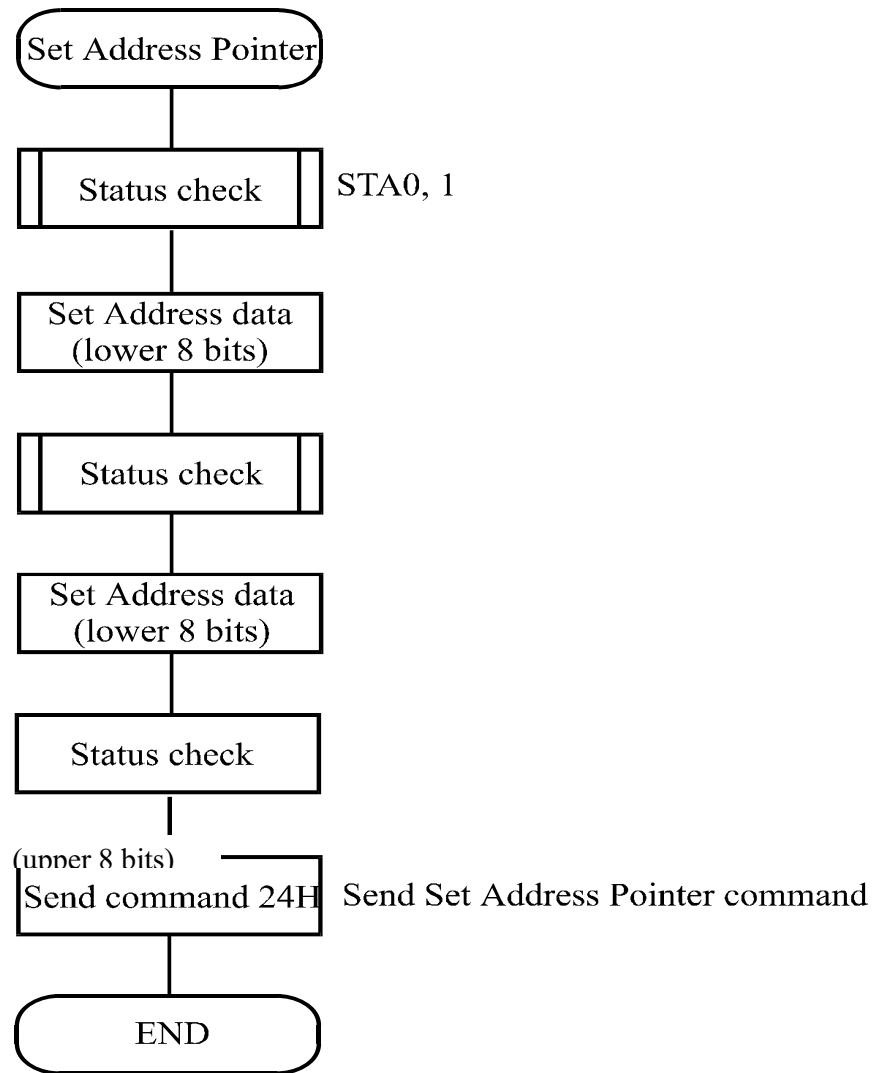 Set Address Pointer
Status check
STA0, 1
Set Address data
(lower 8 bits)
Status check
Set Address data
(lower 8 bits)
Status check
(upper 8 bits)
Send command 24H
Send Set Address Pointer command
END